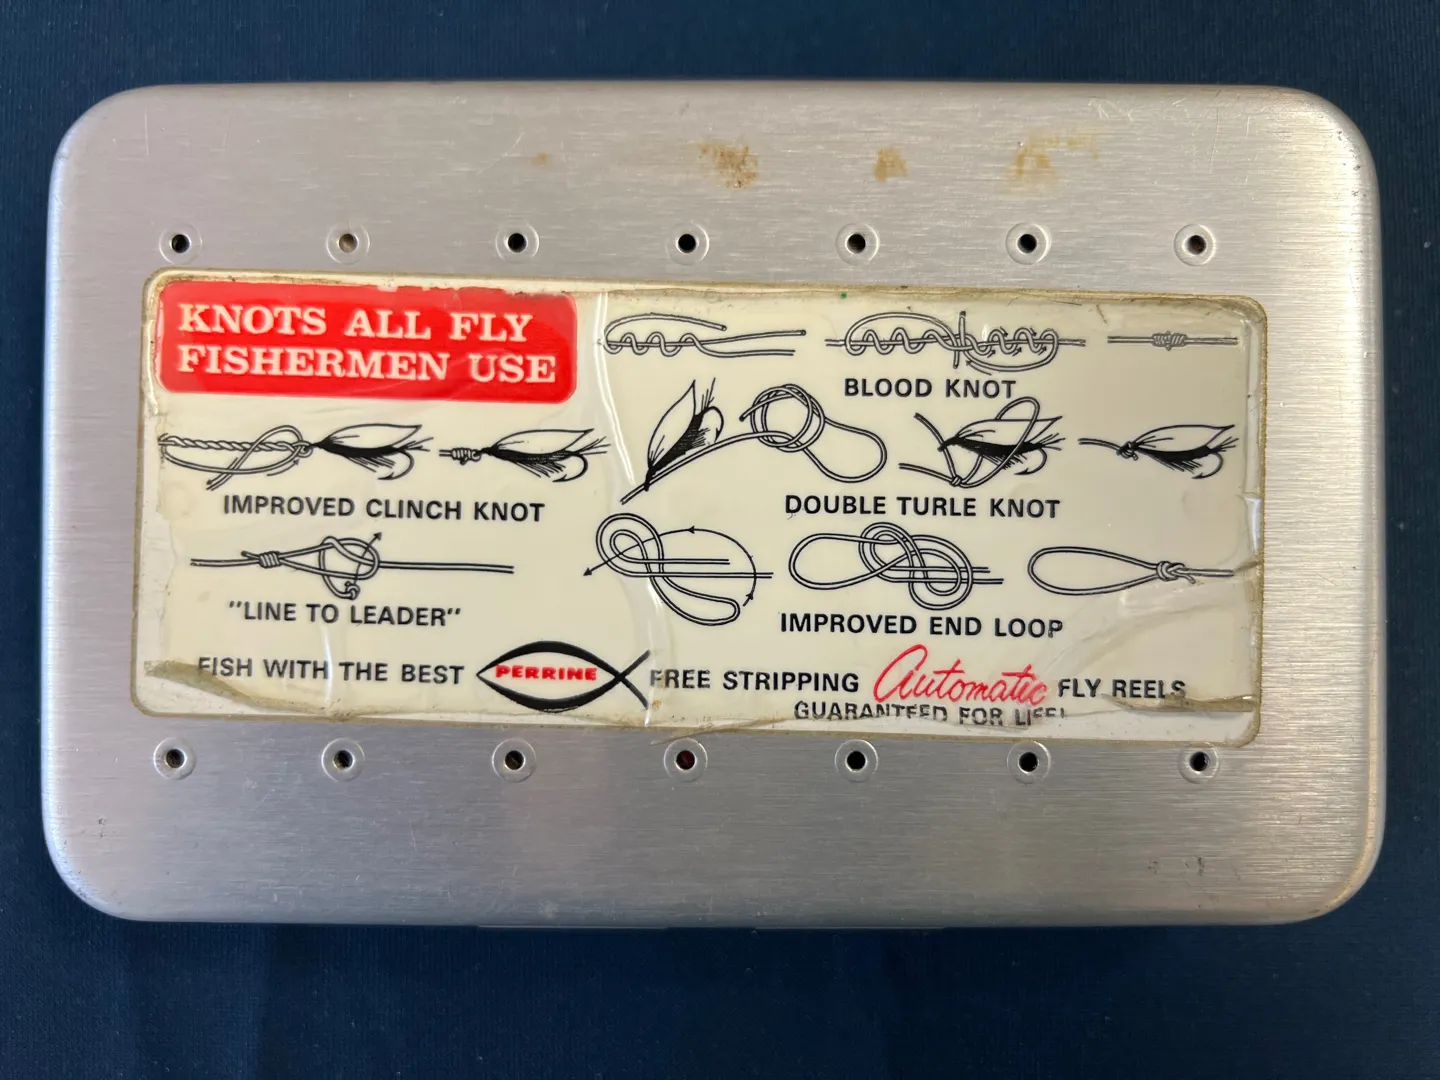 KNOTS ALL FLY
FISHERMEN USE
BLOOD KNOT
IMPROVED CLINCH KNOT
DOUBLE TURLE KNOT
"LINE TO LEADER"
IMPROVED END LOOP
FISH WITH THE BEST PERRINE FREE STRIPPING Automatic FLY REELS
GUARANTEED FOR LIFE!